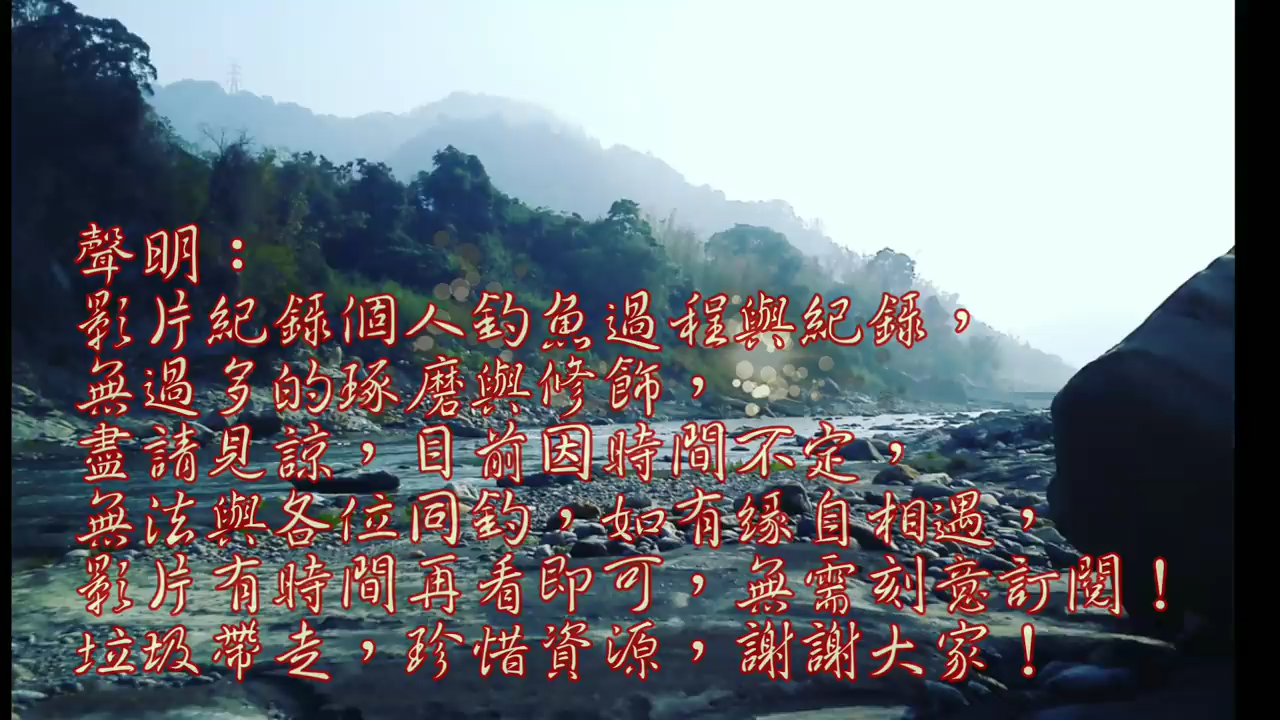 聲明：
影片紀錄個人釣魚過程與紀錄，
無過多的琢磨與修飾，
盡請見諒，目前因時間不定，
無法與各位同釣，如有緣自相遇，
影片有時間再看即可，無需刻意訂閱！
垃圾帶走，珍惜資源，謝謝大家！